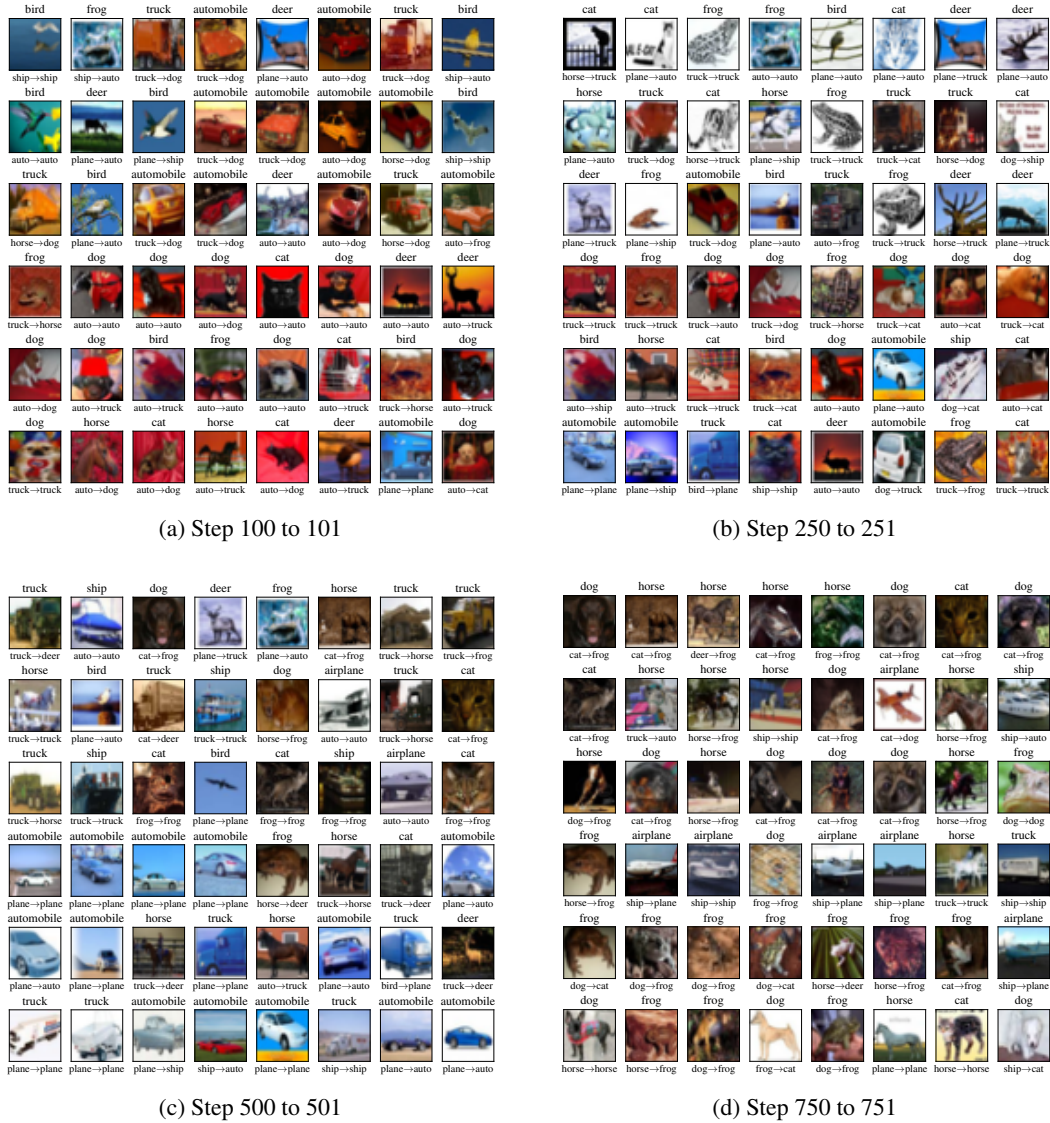 bird frog truck automobile deer automobile truck bird
ship→ship ship→auto truck→dog truck→dog plane→auto auto→dog truck→dog ship→ship
bird deer bird automobile automobile automobile automobile bird
auto→auto plane→auto plane→ship truck→dog truck→dog auto→dog horse→dog ship→ship
truck bird automobile automobile deer automobile truck automobile
horse→dog plane→auto truck→dog truck→dog auto→auto auto→auto horse→dog auto→frog
frog dog dog dog cat dog deer deer
truck→horse auto→auto auto→auto auto→dog auto→auto auto→auto auto→auto auto→truck
dog dog bird frog dog cat bird dog
auto→dog auto→truck auto→truck auto→auto auto→auto auto→truck truck→horse auto→truck
dog horse cat horse cat deer automobile dog
truck→truck auto→dog auto→dog auto→truck auto→dog auto→truck plane→plane auto→cat
(a) Step 100 to 101
cat cat frog frog bird cat deer deer
AL E-CAT
horse→truck plane→auto truck→truck auto→auto plane→auto plane→auto plane→truck plane→auto
horse truck cat horse frog truck truck cat
plane→auto truck→dog horse→truck plane→ship truck→truck truck→cat horse→dog dog→ship
deer frog automobile bird truck frog deer deer
plane→truck plane→ship truck→dog plane→auto auto→frog truck→truck horse→truck plane→truck
dog frog dog frog dog dog dog
truck→truck truck→truck truck→dog truck→horse truck→cat auto→cat truck→cat
bird horse cat bird dog automobile ship cat
auto→ship auto→truck truck→truck truck→cat auto→auto plane→auto dog→cat auto→cat
automobile automobile truck cat deer automobile frog cat
plane→plane plane→ship bird→plane ship→ship auto→auto dog→truck truck→frog truck→truck
(b) Step 250 to 251
truck ship dog deer frog horse truck truck
truck→deer auto→auto cat→frog plane→truck plane→auto cat→frog truck→horse truck→frog
horse bird truck ship dog airplane truck cat
truck→truck plane→auto cat→deer truck→truck horse→frog auto→auto truck→truck cat→frog
truck ship cat bird cat ship airplane cat
truck→horse truck→truck frog→frog plane→plane frog→frog frog→frog auto→auto frog→frog
automobile automobile automobile automobile frog horse cat automobile
plane→plane plane→plane plane→plane plane→plane horse→deer truck→horse truck→deer plane→auto
automobile automobile horse truck horse automobile truck deer
plane→auto plane→plane truck→deer plane→plane auto→truck plane→auto bird→plane truck→deer
truck truck automobile automobile automobile truck automobile automobile
plane→plane plane→plane plane→ship ship→auto plane→plane ship→ship plane→auto plane→auto
(c) Step 500 to 501
dog horse horse horse horse dog cat dog
cat→frog cat→frog deer→frog cat→frog frog→frog cat→frog cat→frog cat→frog
cat horse horse horse dog airplane horse ship
cat→frog truck→auto horse→frog ship→ship cat→frog cat→dog horse→frog ship→auto
horse dog horse dog dog dog horse frog
dog→frog cat→frog cat→frog cat→frog cat→frog cat→frog horse→frog dog→dog
frog airplane airplane dog airplane airplane horse truck
horse→frog ship→plane ship→ship frog→frog ship→plane ship→plane truck→truck ship→plane
frog frog frog frog frog frog frog airplane
dog→cat dog→frog dog→frog dog→cat horse→deer horse→frog cat→frog ship→plane
dog frog frog dog frog horse cat dog
horse→horse horse→frog dog→frog frog→cat dog→frog plane→plane horse→horse ship→cat
(d) Step 750 to 751